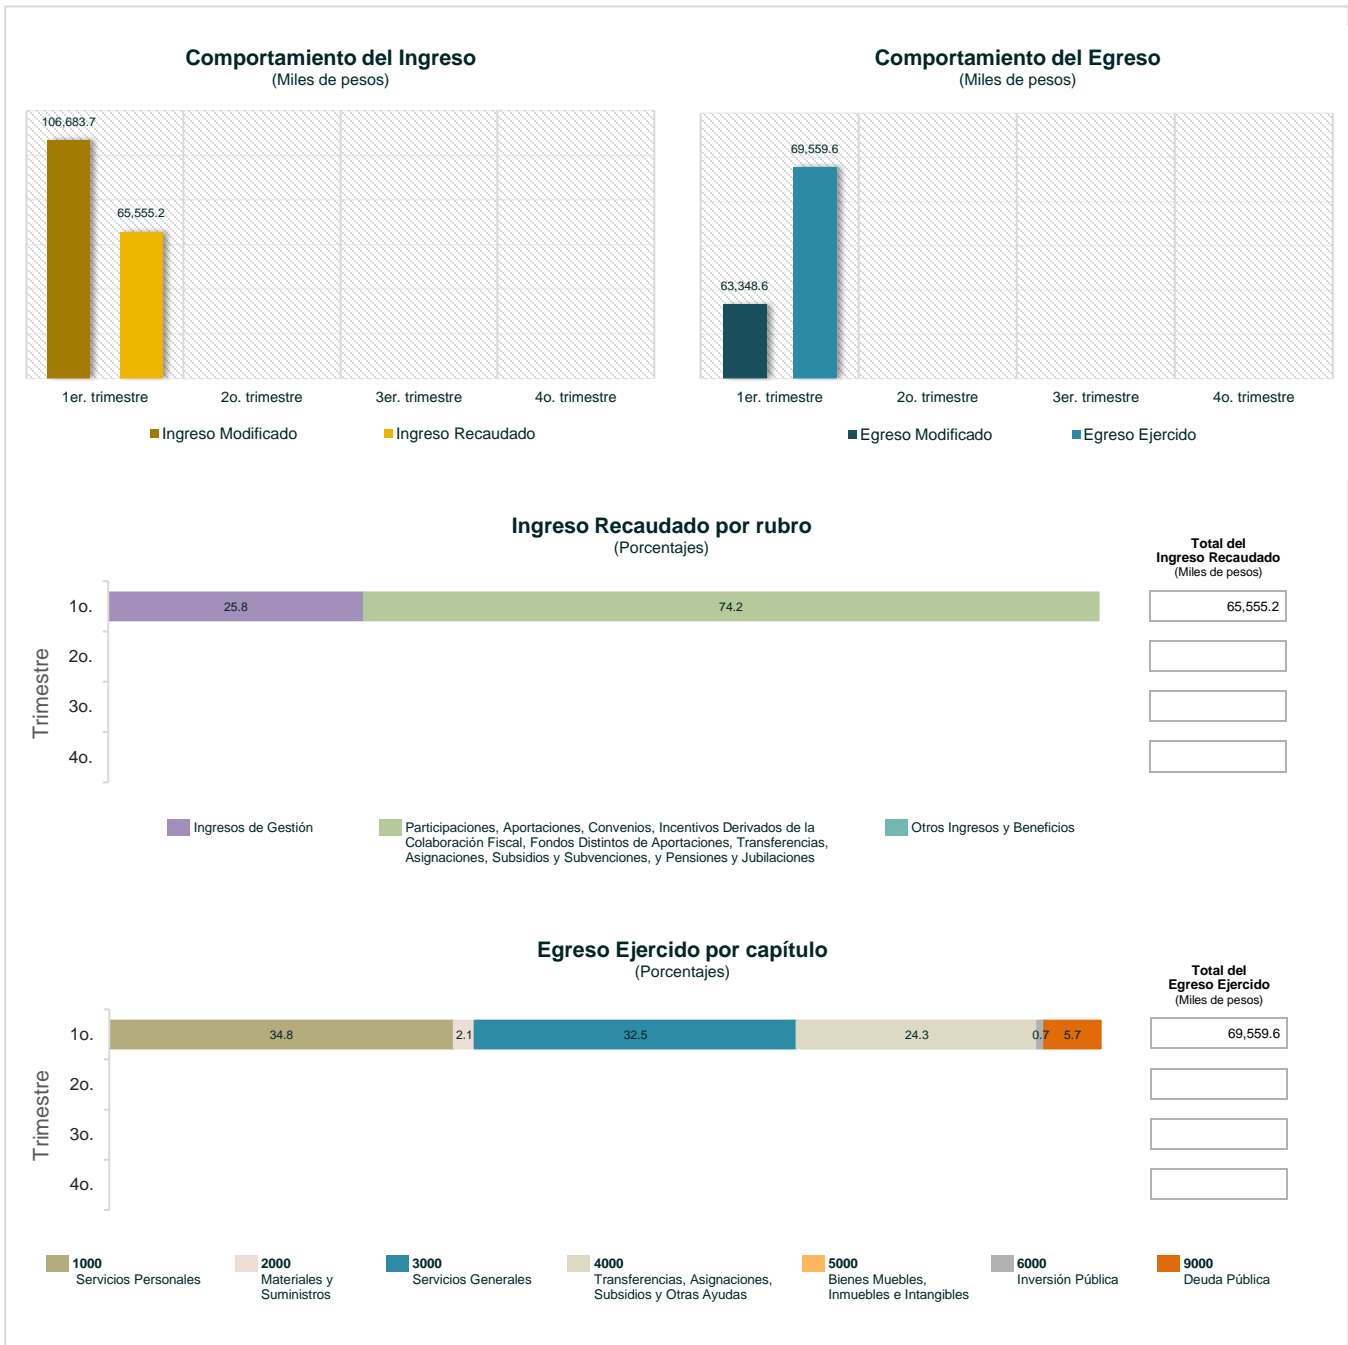 Comportamiento del Ingreso
(Miles de pesos)
106,683.7
65,555.2
1er. trimestre
2o. trimestre
3er. trimestre
4o. trimestre
Ingreso Modificado
Ingreso Recaudado
Comportamiento del Egreso
(Miles de pesos)
69,559.6
63,348.6
1er. trimestre
2o. trimestre
3er. trimestre
4o. trimestre
Egreso Modificado
Egreso Ejercido
Ingreso Recaudado por rubro
(Porcentajes)
Total del
Ingreso Recaudado
(Miles de pesos)
Trimestre
1o.
25.8
74.2
65,555.2
2o.
3o.
4o.
Ingresos de Gestión
Participaciones, Aportaciones, Convenios, Incentivos Derivados de la
Colaboración Fiscal, Fondos Distintos de Aportaciones, Transferencias,
Asignaciones, Subsidios y Subvenciones, y Pensiones y Jubilaciones
Otros Ingresos y Beneficios
Egreso Ejercido por capítulo
(Porcentajes)
Total del
Egreso Ejercido
(Miles de pesos)
Trimestre
1o.
34.8
2.1
32.5
24.3
0.7
5.7
69,559.6
2o.
3o.
4o.
1000
Servicios Personales
2000
Materiales y
Suministros
3000
Servicios Generales
4000
Transferencias, Asignaciones,
Subsidios y Otras Ayudas
5000
Bienes Muebles,
Inmuebles e Intangibles
6000
Inversión Pública
9000
Deuda Pública